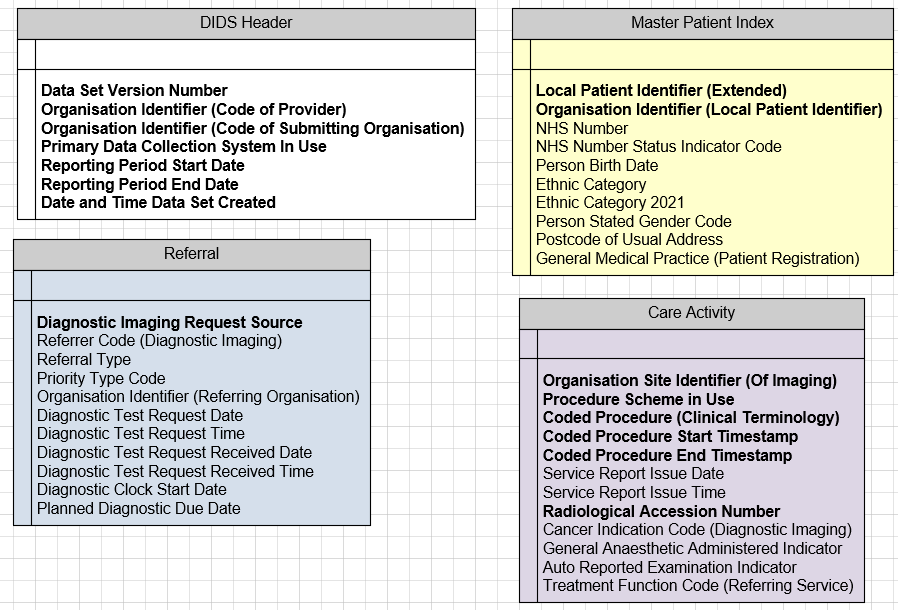 DIDS Header
Data Set Version Number
Organisation Identifier (Code of Provider)
Organisation Identifier (Code of Submitting Organisation)
Primary Data Collection System In Use
Reporting Period Start Date
Reporting Period End Date
Date and Time Data Set Created
Master Patient Index
Local Patient Identifier (Extended)
Organisation Identifier (Local Patient Identifier)
NHS Number
NHS Number Status Indicator Code
Person Birth Date
Ethnic Category
Ethnic Category 2021
Person Stated Gender Code
Postcode of Usual Address
General Medical Practice (Patient Registration)
Referral
Diagnostic Imaging Request Source
Referrer Code (Diagnostic Imaging)
Referral Type
Priority Type Code
Organisation Identifier (Referring Organisation)
Diagnostic Test Request Date
Diagnostic Test Request Time
Diagnostic Test Request Received Date
Diagnostic Test Request Received Time
Diagnostic Clock Start Date
Planned Diagnostic Due Date
Care Activity
Organisation Site Identifier (Of Imaging)
Procedure Scheme in Use
Coded Procedure (Clinical Terminology)
Coded Procedure Start Timestamp
Coded Procedure End Timestamp
Service Report Issue Date
Service Report Issue Time
Radiological Accession Number
Cancer Indication Code (Diagnostic Imaging)
General Anaesthetic Administered Indicator
Auto Reported Examination Indicator
Treatment Function Code (Referring Service)